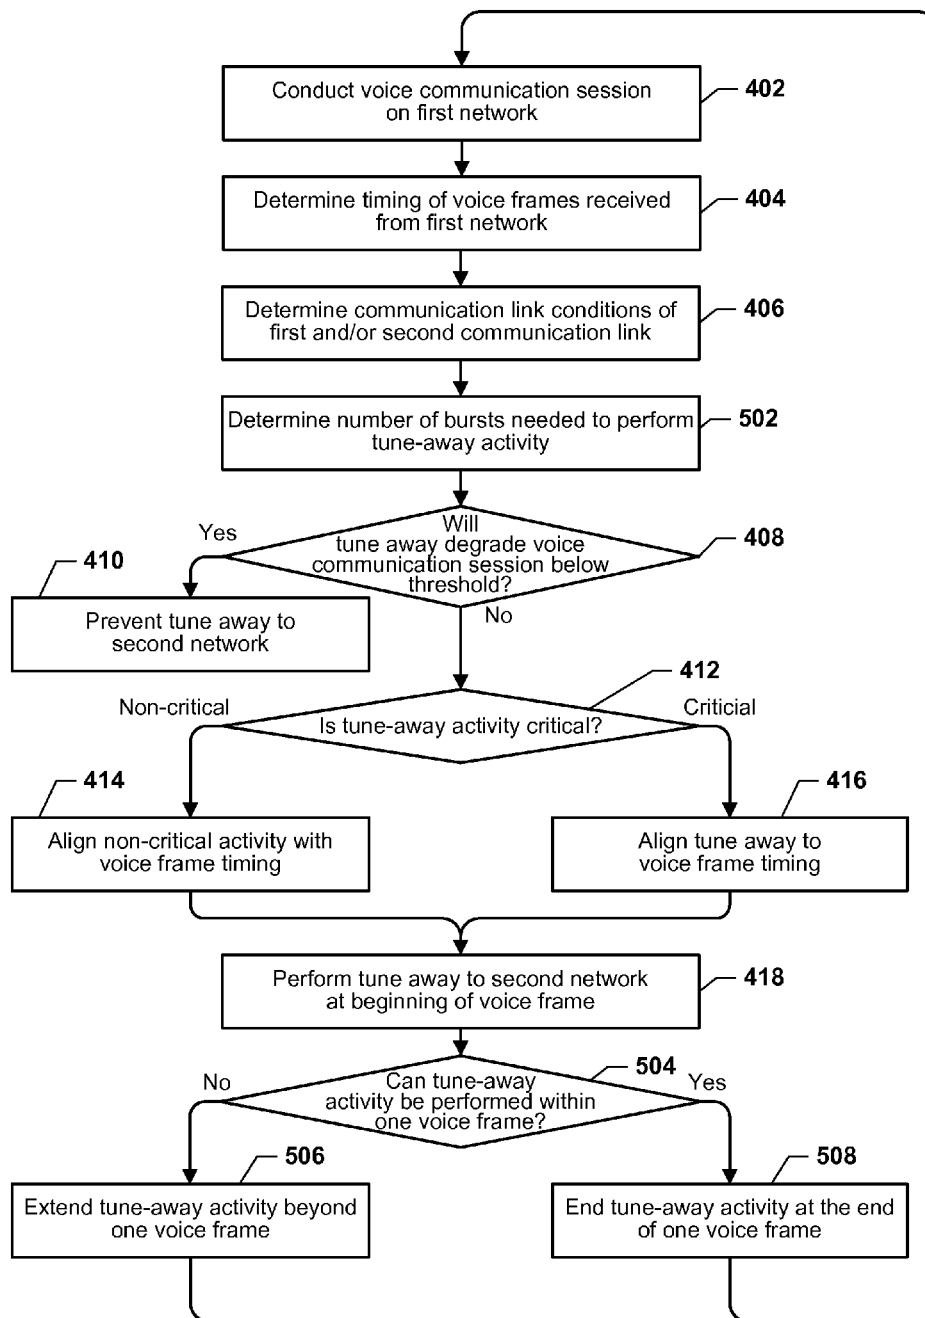 Conduct voice communication session
on first network
402
Determine timing of voice frames received
from first network
404
Determine communication link conditions of
first and/or second communication link
406
Determine number of bursts needed to perform
tune-away activity
502
Will
tune away degrade voice
communication session below
threshold?
408
Yes
No
410
Prevent tune away to
second network
412
Is tune-away activity critical?
Non-critical
Criticial
414
Align non-critical activity with
voice frame timing
416
Align tune away to
voice frame timing
Perform tune away to second network
at beginning of voice frame
418
504
Can tune-away
activity be performed within
one voice frame?
No
Yes
506
Extend tune-away activity beyond
one voice frame
508
End tune-away activity at the end
of one voice frame